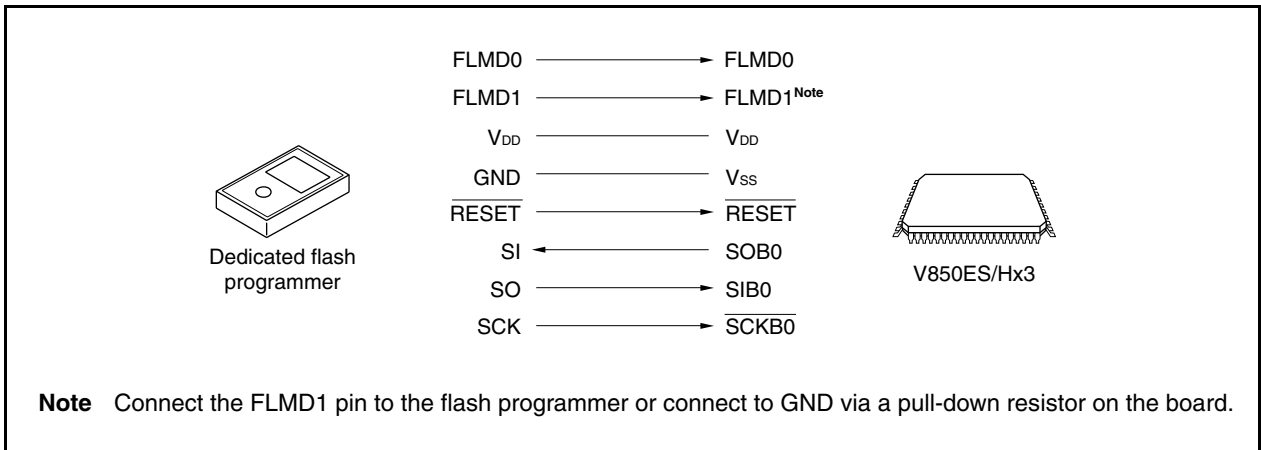 FLMD0 FLMD0
FLMD1 FLMD1Note
VDD VDD
GND VSS
RESET RESET
SI SOB0
SO SIB0
SCK SCKB0
Dedicated flash
programmer
V850ES/Hx3
Note Connect the FLMD1 pin to the flash programmer or connect to GND via a pull-down resistor on the board.